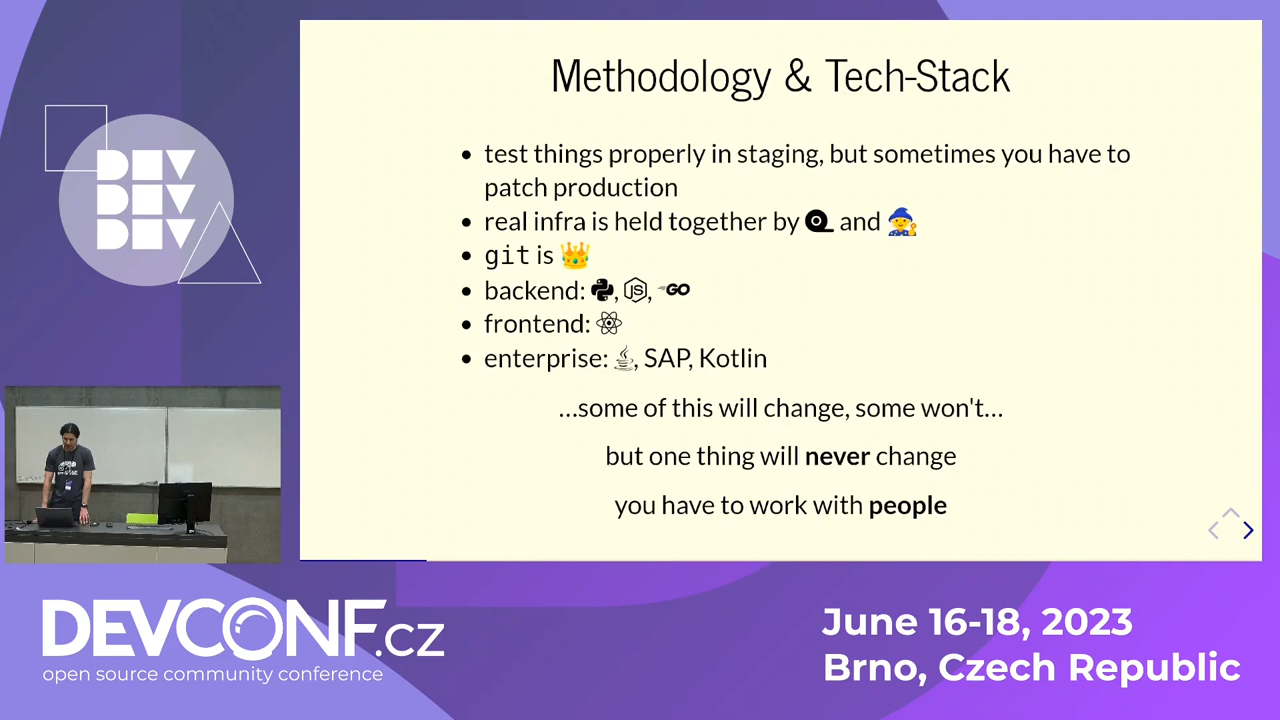 Methodology & Tech-Stack
test things properly in staging, but sometimes you have to
patch production
real infra is held together by and
git is
backend: , JS, GO
frontend:
enterprise: , SAP, Kotlin
...some of this will change, some won't...
but one thing will never change
you have to work with people
DEV
DEV
DEV
DEVCONF.cz
open source community conference
June 16-18, 2023
Brno, Czech Republic